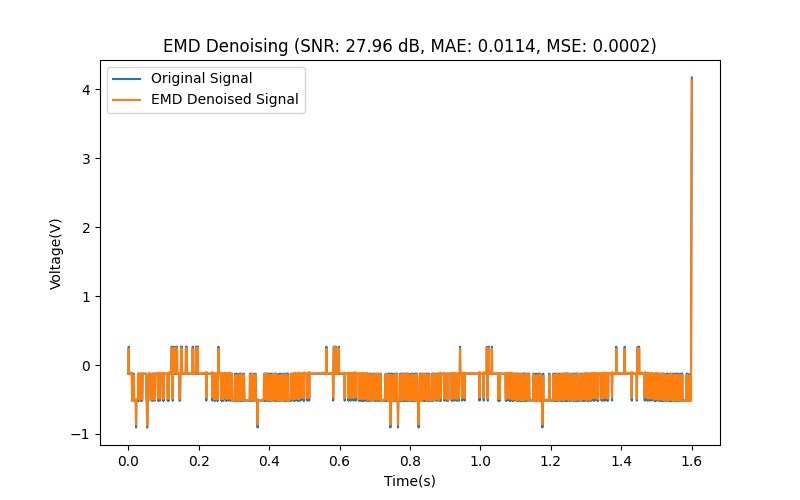 EMD Denoising (SNR: 27.96 dB, MAE: 0.0114, MSE: 0.0002)
Original Signal
EMD Denoised Signal
4
3
2
1
0
−1
Voltage(V)
0.0 0.2 0.4 0.6 0.8 1.0 1.2 1.4 1.6
Time(s)